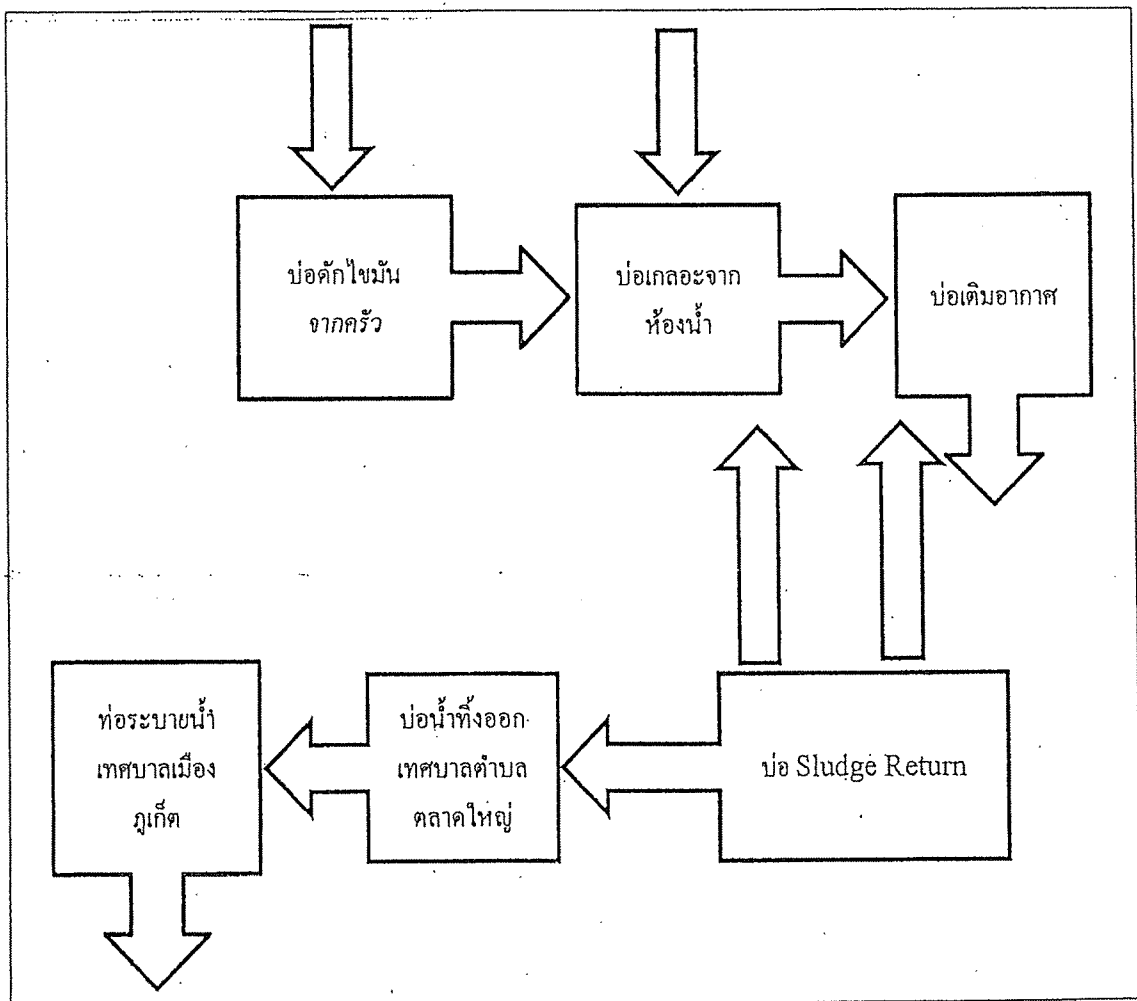 บ่อดักไขมัน
จากครัว
บ่อเกลอะจาก
ห้องน้ำ
บ่อเติมอากาศ
ท่อระบายน้ำ
เทศบาลเมือง
ภูเก็ต
บ่อน้ำทิ้งออก
เทศบาลตำบล
ตลาดใหญ่
บ่อ Sludge Return